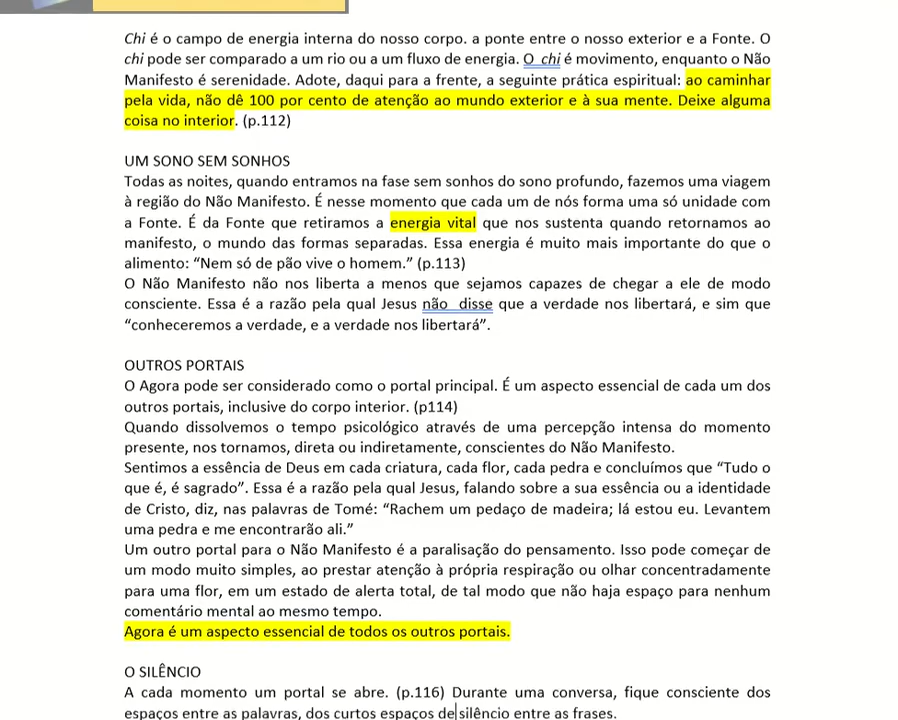 Chi é o campo de energia interna do nosso corpo. a ponte entre o nosso exterior e a Fonte. O
chi pode ser comparado a um rio ou a um fluxo de energia. O chi é movimento, enquanto o Não
Manifesto é serenidade. Adote, daqui para a frente, a seguinte prática espiritual: ao caminhar
pela vida, não dê 100 por cento de atenção ao mundo exterior e à sua mente. Deixe alguma
coisa no interior. (p.112)
UM SONO SEM SONHOS
Todas as noites, quando entramos na fase sem sonhos do sono profundo, fazemos uma viagem
à região do Não Manifesto. É nesse momento que cada um de nós forma uma só unidade com
a Fonte. É da Fonte que retiramos a energia vital que nos sustenta quando retornamos ao
manifesto, o mundo das formas separadas. Essa energia é muito mais importante do que o
alimento: “Nem só de pão vive o homem.” (p.113)
O Não Manifesto não nos liberta a menos que sejamos capazes de chegar a ele de modo
consciente. Essa é a razão pela qual Jesus não disse que a verdade nos libertará, e sim que
“conheceremos a verdade, e a verdade nos libertará”.
OUTROS PORTAIS
O Agora pode ser considerado como o portal principal. É um aspecto essencial de cada um dos
outros portais, inclusive do corpo interior. (p114)
Quando dissolvemos o tempo psicológico através de uma percepção intensa do momento
presente, nos tornamos, direta ou indiretamente, conscientes do Não Manifesto.
Sentimos a essência de Deus em cada criatura, cada flor, cada pedra e concluímos que “Tudo o
que é, é sagrado”. Essa é a razão pela qual Jesus, falando sobre a sua essência ou a identidade
de Cristo, diz, nas palavras de Tomé: “Rachem um pedaço de madeira; lá estou eu. Levantem
uma pedra e me encontrarão ali.”
Um outro portal para o Não Manifesto é a paralisação do pensamento. Isso pode começar de
um modo muito simples, ao prestar atenção à própria respiração ou olhar concentradamente
para uma flor, em um estado de alerta total, de tal modo que não haja espaço para nenhum
comentário mental ao mesmo tempo.
Agora é um aspecto essencial de todos os outros portais.
O SILÊNCIO
A cada momento um portal se abre. (p.116) Durante uma conversa, fique consciente dos
espaços entre as palavras, dos curtos espaços de silêncio entre as frases.